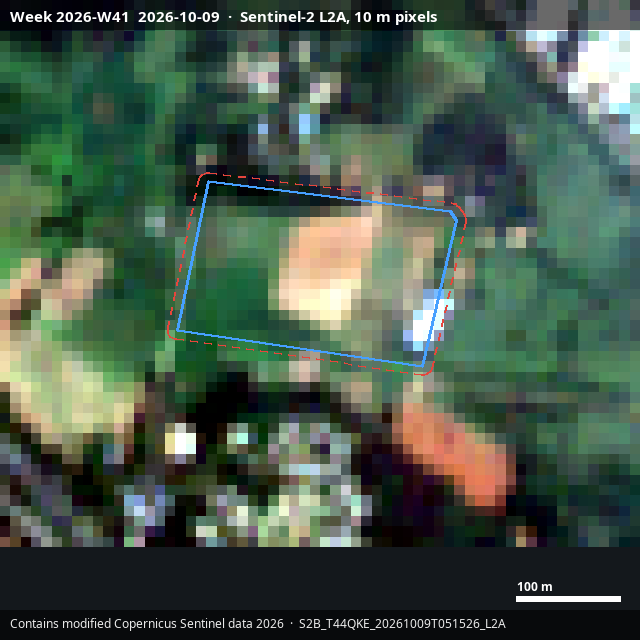 Week 2026-W41  2026-10-09  ·  Sentinel-2 L2A, 10 m pixels
100 m
Contains modified Copernicus Sentinel data 2026  ·  S2B_T44QKE_20261009T051526_L2A